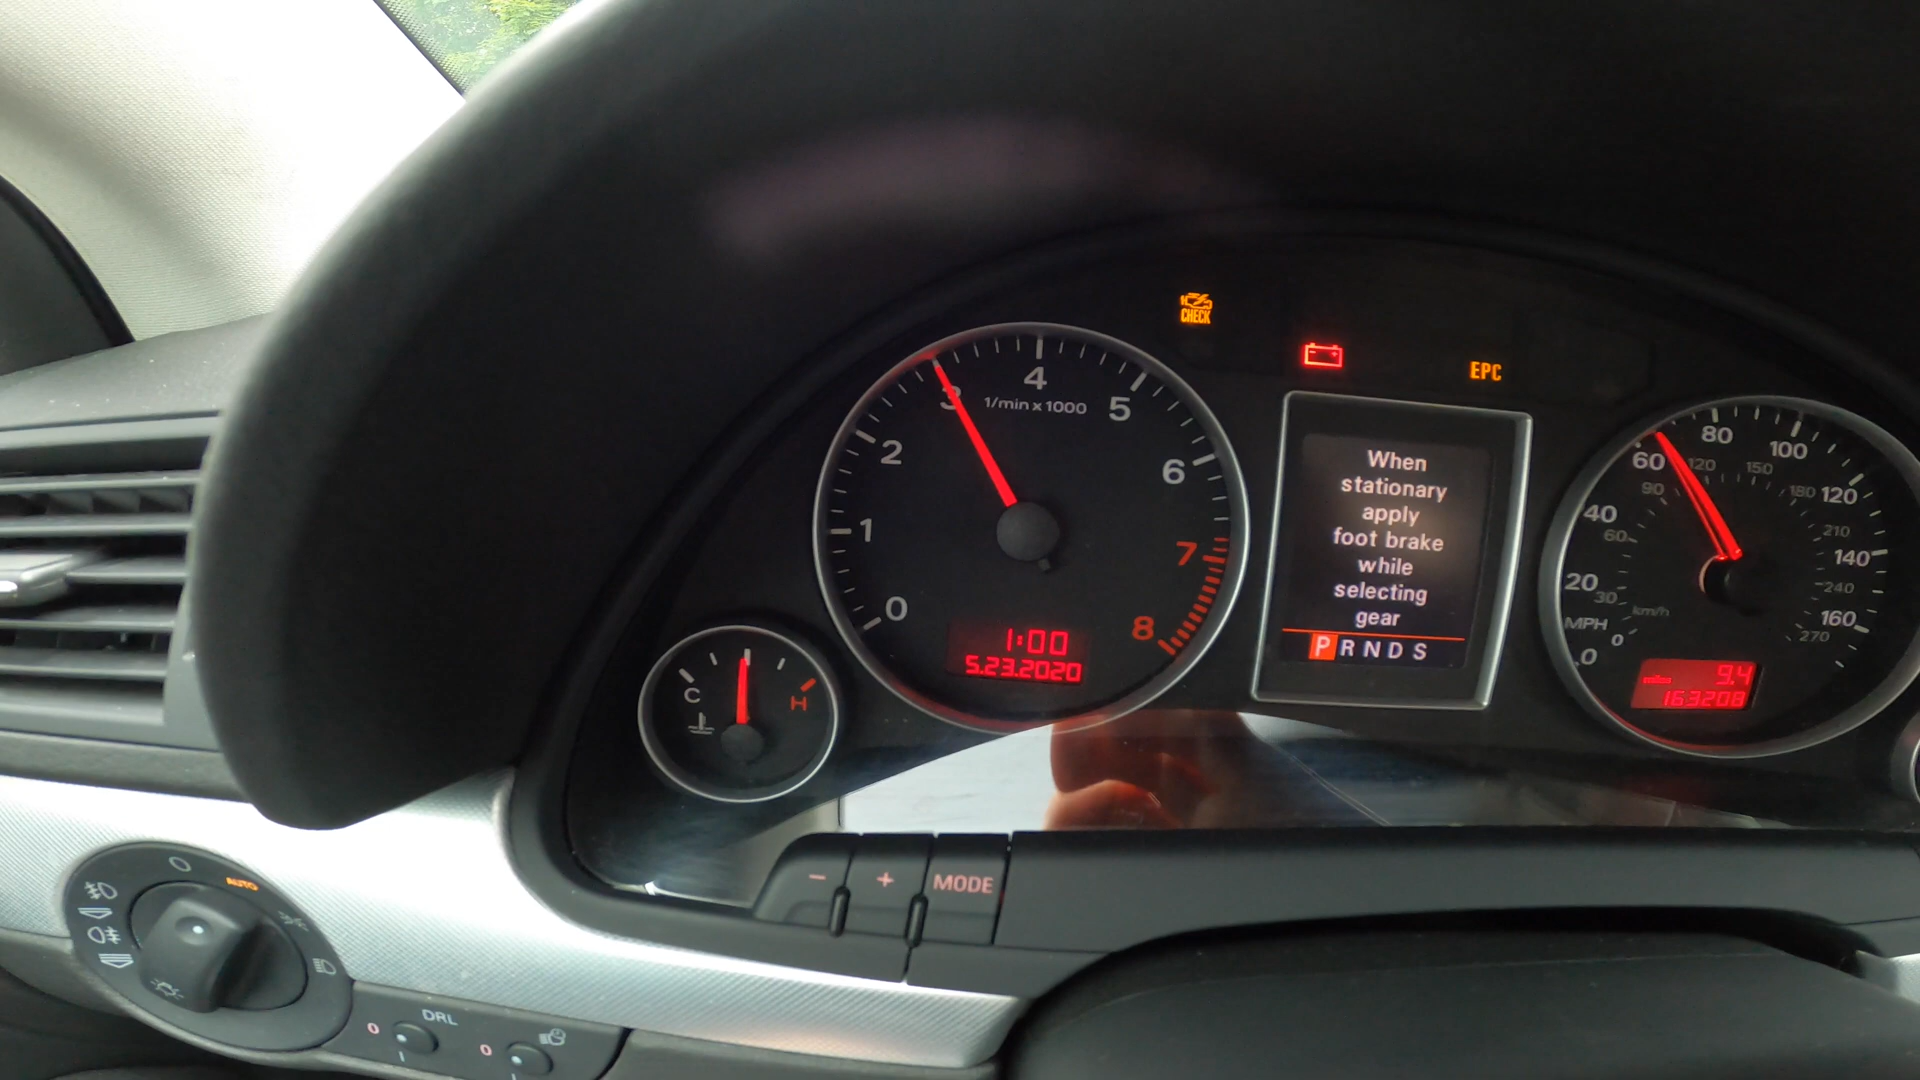 CHECK
EPC
0
1
2
3
4
5
6
7
8
1/min x 1000
1:00
5.23.2020
C
H
When
stationary
apply
foot brake
while
selecting
gear
P R N D S
0
20
40
60
80
100
120
140
160
MPH
0
30
60
90
120
150
180
210
240
270
km/h
9.4
163208
− + MODE
AUTO
DRL
0
I
0
I